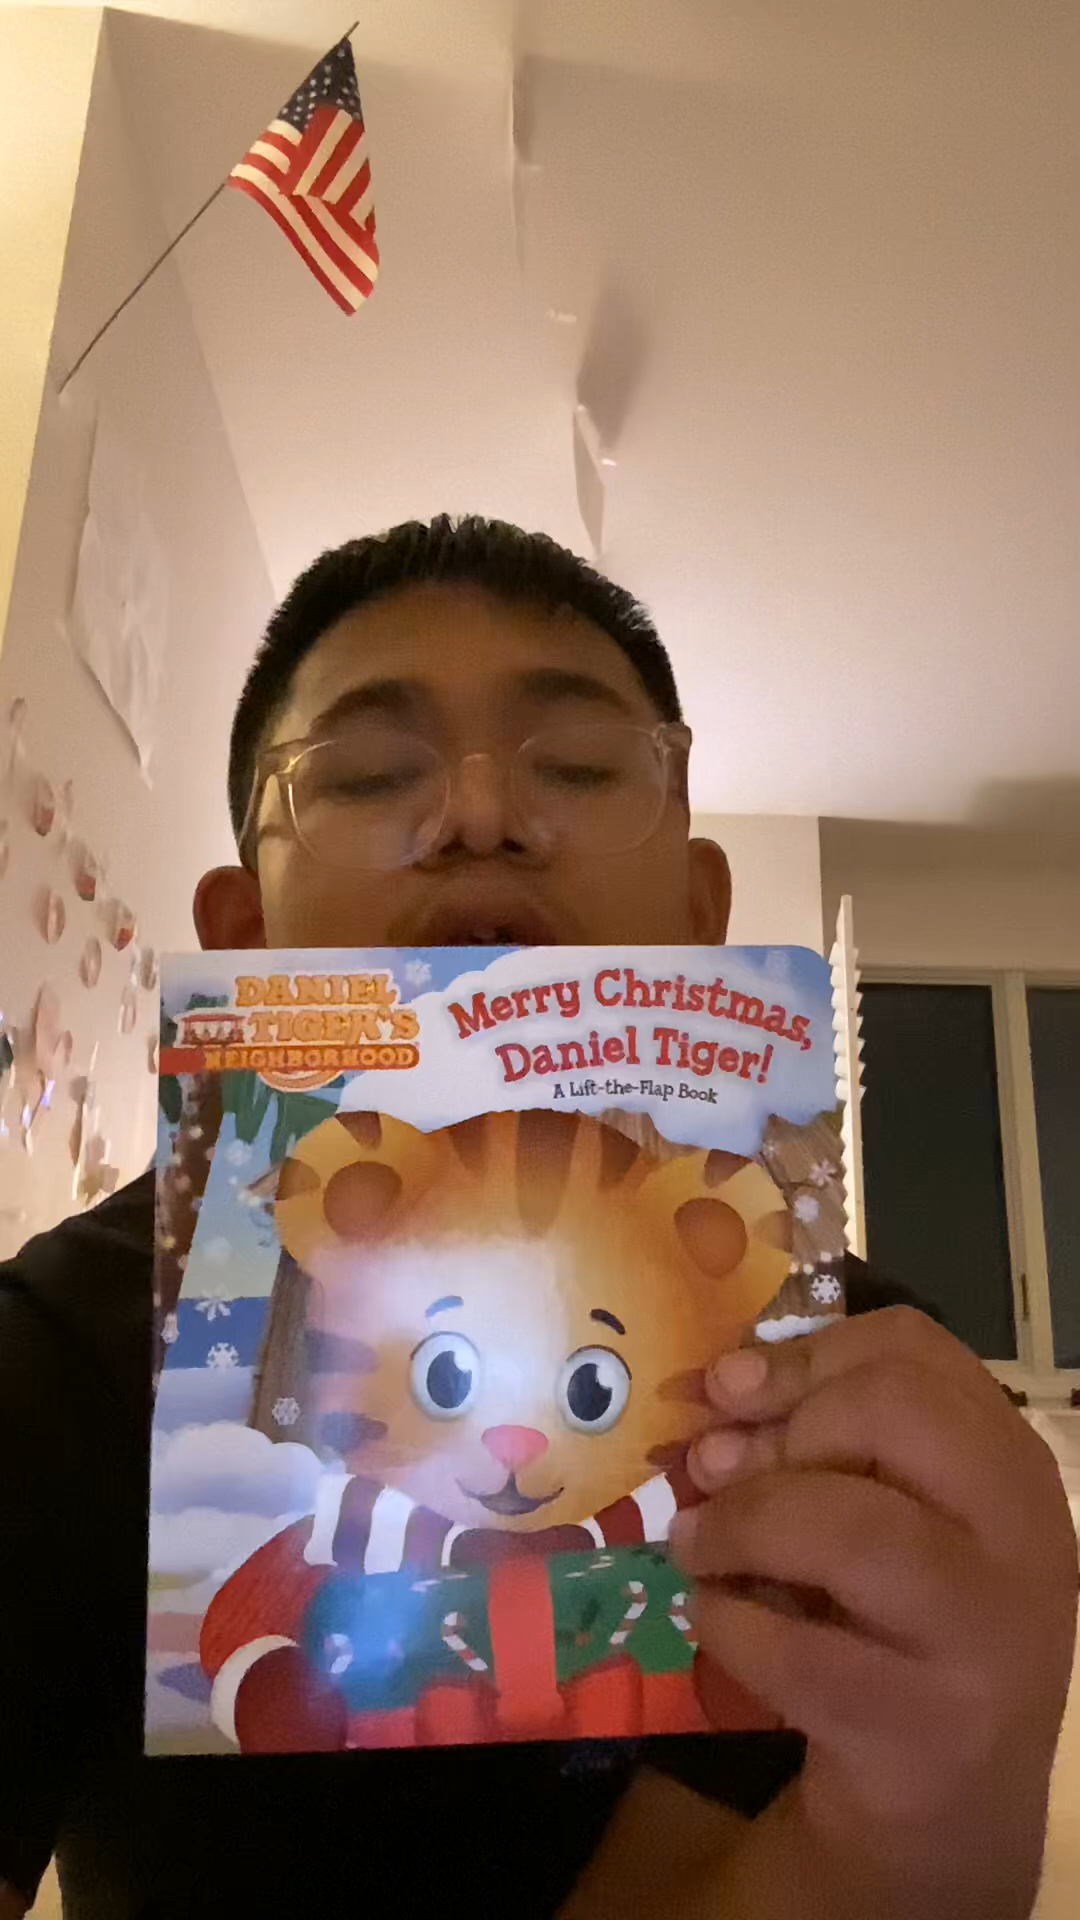 DANIEL
TIGER'S
NEIGHBORHOOD
Merry Christmas,
Daniel Tiger!
A Lift-the-Flap Book